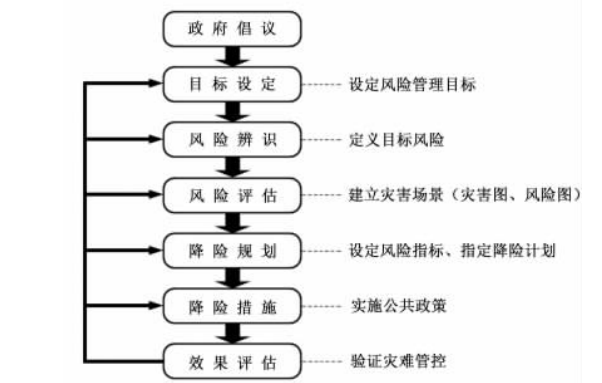 政府倡议
目标设定 设定风险管理目标
风险辨识 定义目标风险
风险评估 建立灾害场景（灾害图、风险图）
降险规划 设定风险指标、指定降险计划
降险措施 实施公共政策
效果评估 验证灾难管控